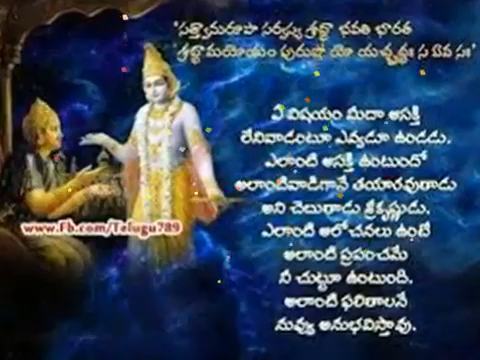 'సత్త్వానురూపా సర్వస్య శ్రద్ధా భవతి భారత
'శ్రద్ధామయోయం పురుషో యో యచ్ఛ్రద్ధః స ఏవ సః'
ఏ విషయం మీదా ఆసక్తి
లేనివాడంటూ ఎవ్వడూ ఉండడు.
ఎలాంటి ఆసక్తి ఉంటుందో
అలాంటివాడిగానే తయారవుతాడు
అని చెబుతాడు శ్రీకృష్ణుడు.
ఎలాంటి ఆలోచనలు ఉంటే
అలాంటి ప్రపంచమే
నీ చుట్టూ ఉంటుంది.
అలాంటి ఫలితాలనే
నువ్వు అనుభవిస్తావు.
www.Fb.com/Telugu789